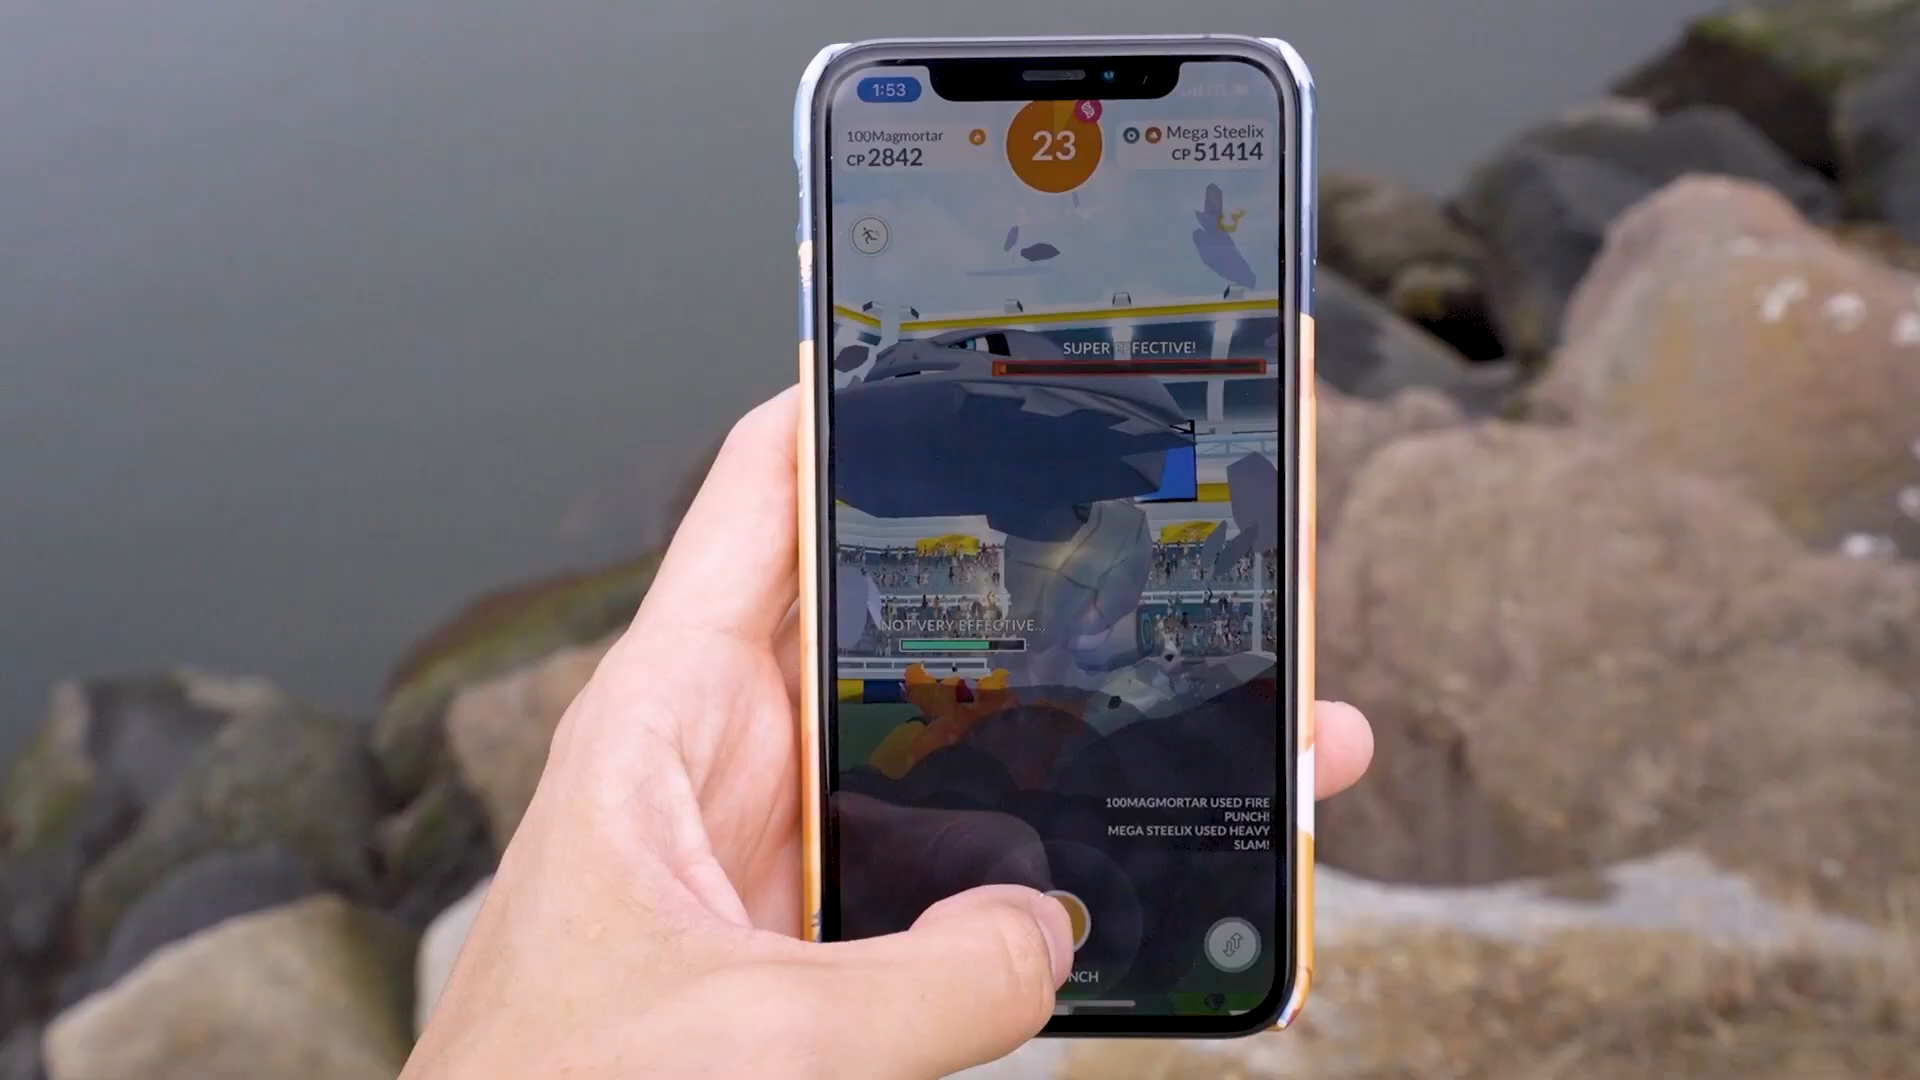 1:53
100Magmortar
CP 2842
23
Mega Steelix
CP 51414
SUPER EFFECTIVE!
NOT VERY EFFECTIVE...
100MAGMORTAR USED FIRE
PUNCH!
MEGA STEELIX USED HEAVY
SLAM!